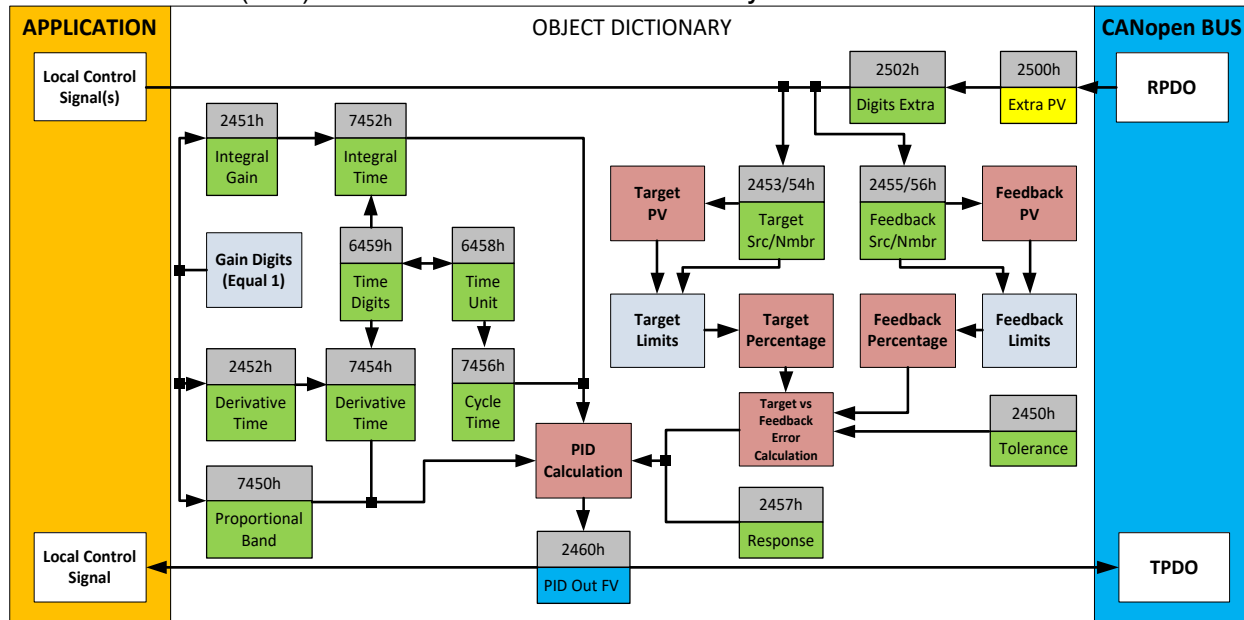 APPLICATION
OBJECT DICTIONARY
CANopen BUS
Local Control
Signal(s)
2502h
Digits Extra
2500h
Extra PV
RPDO
2451h
Integral
Gain
7452h
Integral
Time
Target
PV
2453/54h
Target
Src/Nmbr
2455/56h
Feedback
Src/Nmbr
Feedback
PV
Gain Digits
(Equal 1)
6459h
Time
Digits
6458h
Time
Unit
Target
Limits
Target
Percentage
Feedback
Percentage
Feedback
Limits
2452h
Derivative
Time
7454h
Derivative
Time
7456h
Cycle
Time
PID
Calculation
Target vs
Feedback
Error
Calculation
2450h
Tolerance
7450h
Proportional
Band
2457h
Response
Local Control
Signal
2460h
PID Out FV
TPDO